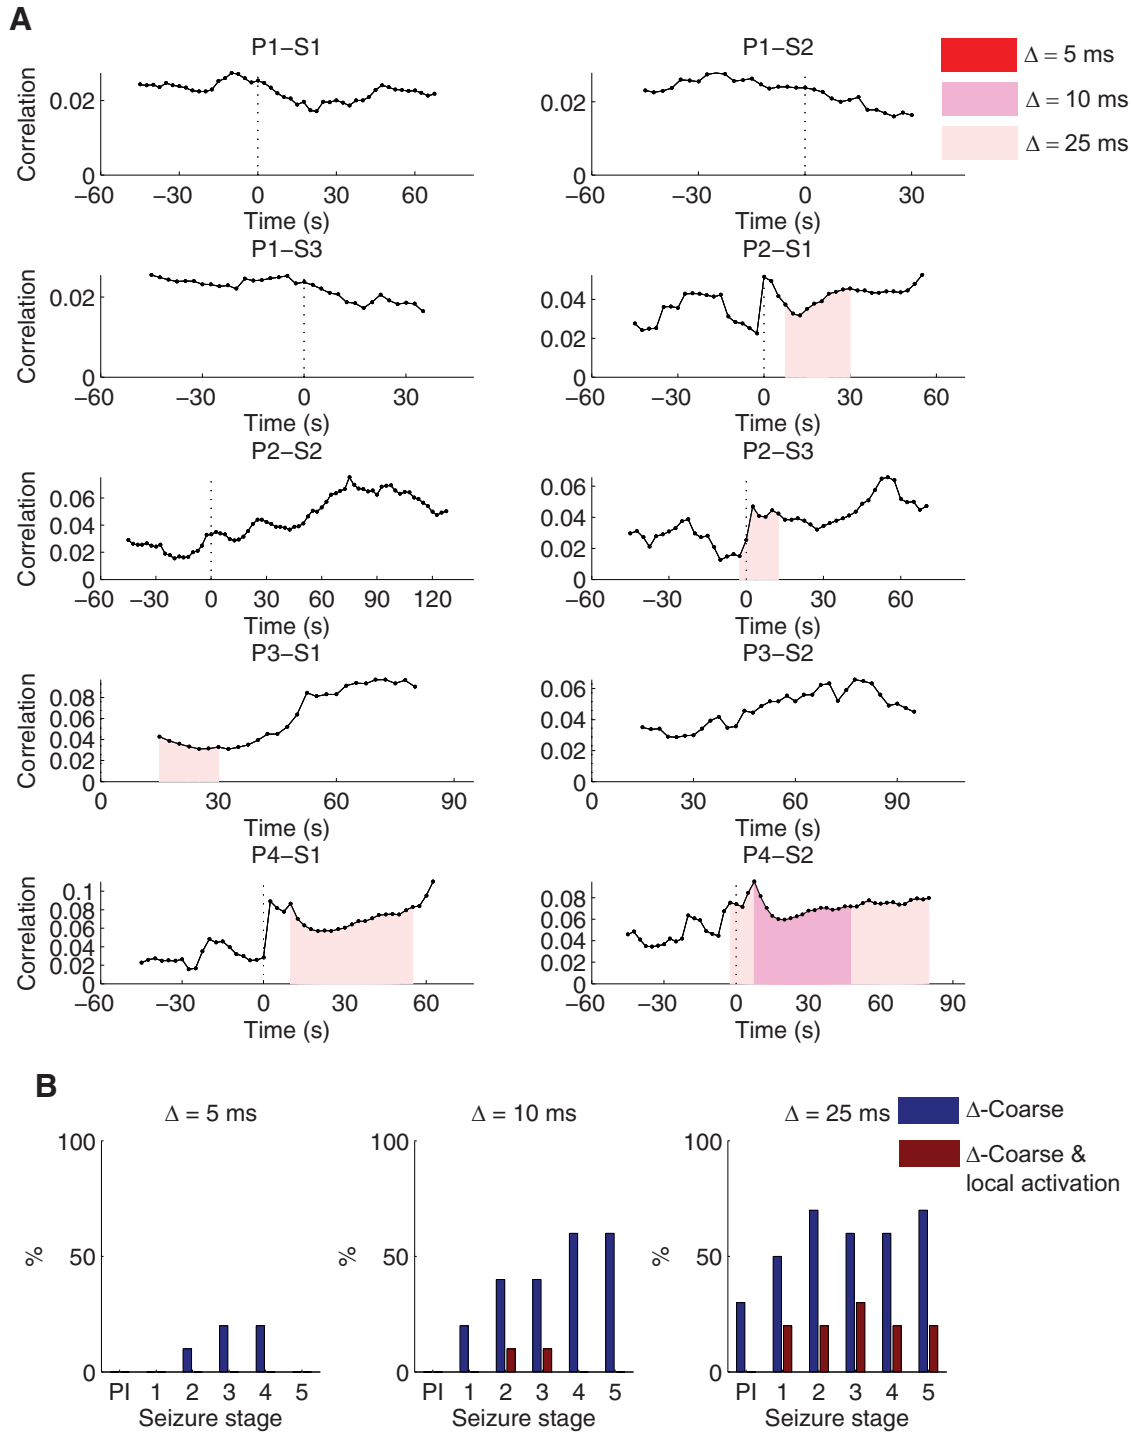 A
P1–S1
P1–S2
Δ = 5 ms
Δ = 10 ms
Δ = 25 ms
Correlation
0.02
0
−60 −30 0 30 60
Time (s)
0.02
0
−60 −30 0 30
Time (s)
P1–S3
P2–S1
Correlation
0.02
0
−60 −30 0 30
Time (s)
0.04
0.02
0
−60 −30 0 30 60
Time (s)
P2–S2
P2–S3
Correlation
0.06
0.04
0.02
0
−60 −30 0 30 60 90 120
Time (s)
0.06
0.04
0.02
0
−60 −30 0 30 60
Time (s)
P3–S1
P3–S2
Correlation
0.08
0.06
0.04
0.02
0
0 30 60 90
Time (s)
0.06
0.04
0.02
0
0 30 60 90
Time (s)
P4–S1
P4–S2
Correlation
0.1
0.08
0.06
0.04
0.02
0
−60 −30 0 30 60
Time (s)
0.08
0.06
0.04
0.02
0
−60 −30 0 30 60 90
Time (s)
B
Δ = 5 ms
Δ = 10 ms
Δ = 25 ms
Δ-Coarse
Δ-Coarse &
local activation
%
100
50
0
PI 1 2 3 4 5
Seizure stage
%
100
50
0
PI 1 2 3 4 5
Seizure stage
%
100
50
0
PI 1 2 3 4 5
Seizure stage